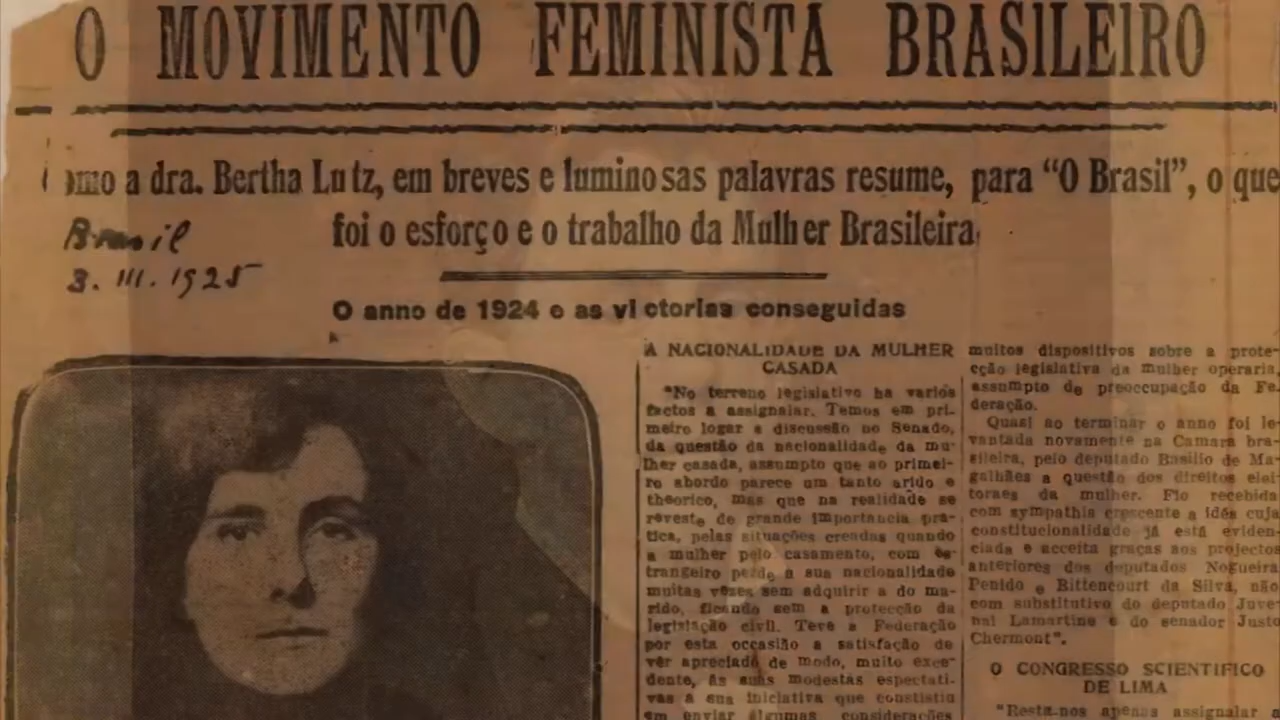 O MOVIMENTO FEMINISTA BRASILEIRO
omo a dra. Bertha Lutz, em breves e luminosas palavras resume, para "O Brasil", o que
foi o esforço e o trabalho da Mulher Brasileira
Brasil
3. III. 1925
O anno de 1924 e as victorias conseguidas
A NACIONALIDADE DA MULHER
CASADA
"No terreno legislativo ha varios
factos a assignalar. Temos em pri-
meiro logar a discussão no Senado,
da questão da nacionalidade da mu-
lher casada, assumpto que ao primei-
ro abordo parece um tanto arido e
theorico, mas que na realidade se
reveste de grande importancia pra-
tica, pelas situações creadas quando
a mulher pelo casamento, com es-
trangeiro perde a sua nacionalidade
muitas vezes sem adquirir a do ma-
rido, ficando sem a protecção da
legislação civil. Teve a Federação
por esta occasião a satisfação de
vêr apreciado de modo, muito exce-
dente, ás suas modestas espectati-
vas a sua iniciativa que constistiu
em enviar algumas considerações
muitos dispositivos sobre a prote-
cção legislativa da mulher operaria,
assumpto de preoccupação da Fe
deração.
Quasi ao terminar o anno foi le-
vantada novamente na Camara bra-
sileira, pelo deputado Basilio de Ma-
galhães a questão dos direitos elei-
toraes da mulher. Fio recebida
com sympathia crescente a idéa cuja
constitucionalidade já está eviden-
ciada e acceita graças aos projectos
anteriores dos deputados Nogueira
Penido e Bittencourt da Silva, não
com substitutivo do deputado Juve
nal Lamartine e do senador Justo
Chermont".
O CONGRESSO SCIENTIFICO
DE LIMA
"Resta-nos apenas assignalar a